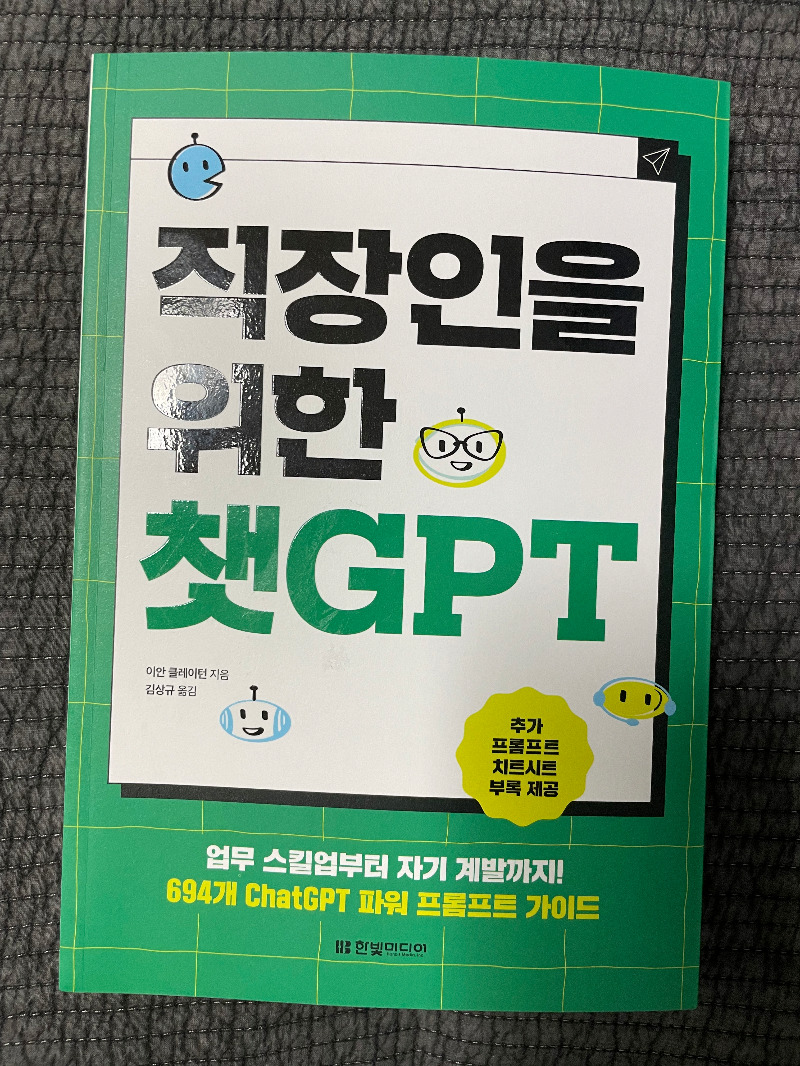 직장인을
위한
챗GPT
이안 클레이턴 지음
김상규 옮김
추가
프롬프트
치트시트
부록 제공
업무 스킬업부터 자기 계발까지!
694개 ChatGPT 파워 프롬프트 가이드
한빛미디어
Hanbit Media, Inc.